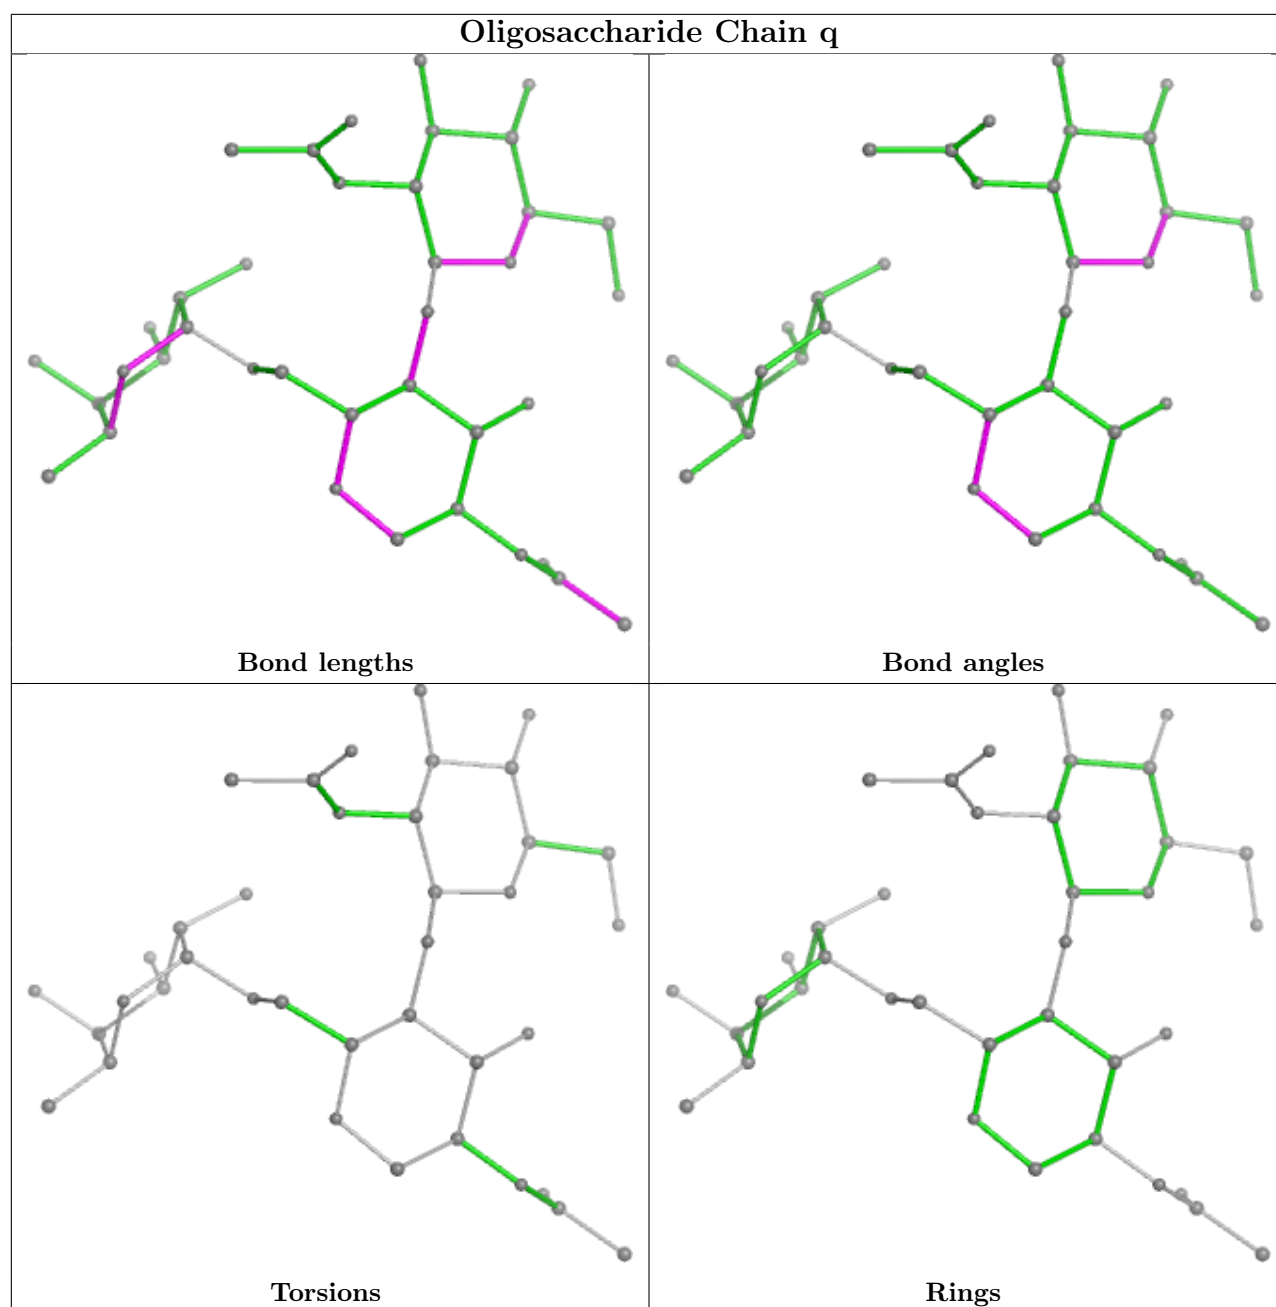 Oligosaccharide Chain q
Bond lengths
Bond angles
Torsions
Rings